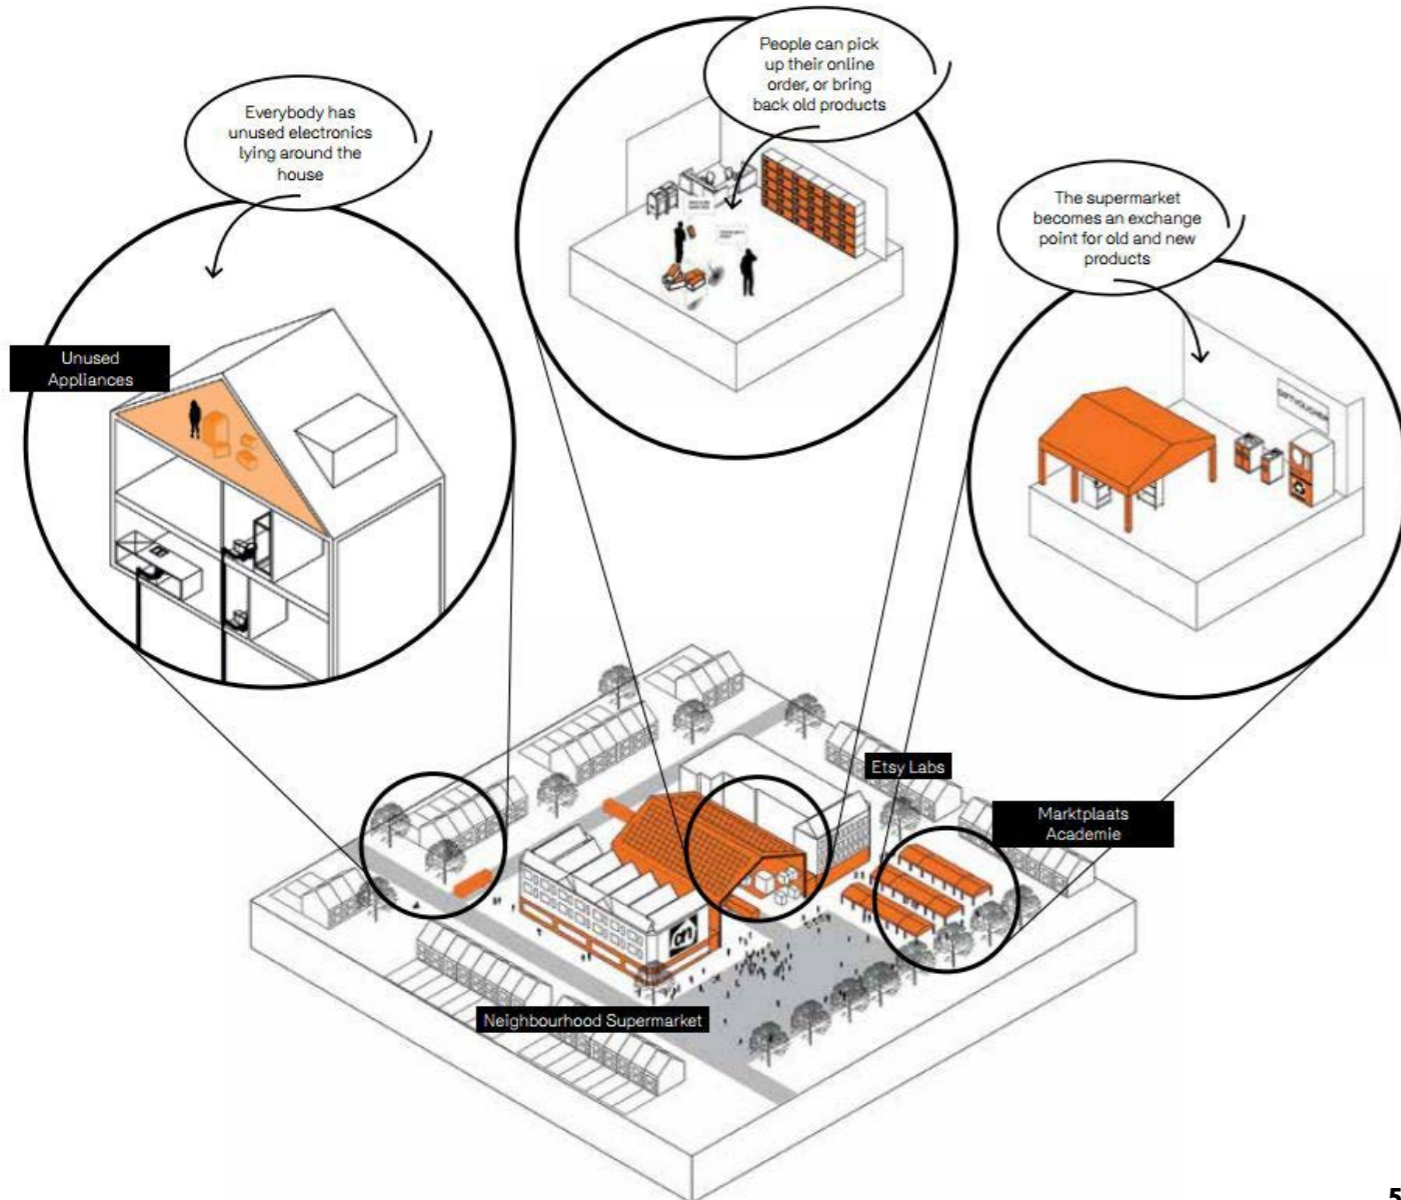 People can pick
up their online
order, or bring
back old products
Everybody has
unused electronics
lying around the
house
The supermarket
becomes an exchange
point for old and new
products
Unused
Appliances
GIFTVOUCHER
Etsy Labs
Marktplaats
Academie
Neighbourhood Supermarket
5